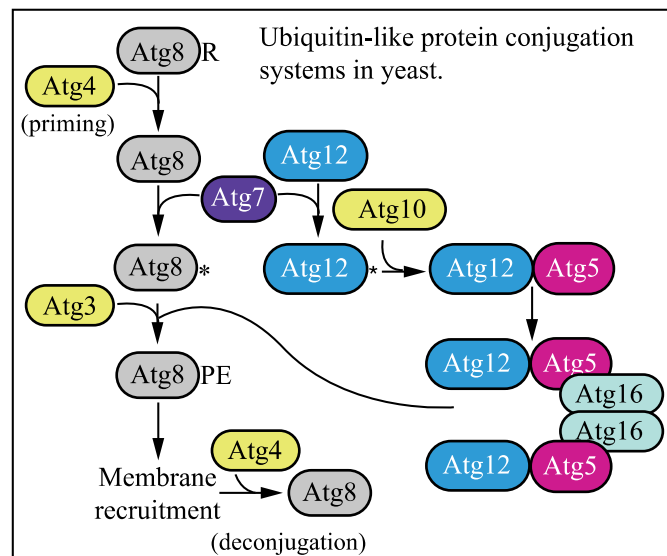 Ubiquitin-like protein conjugation
systems in yeast.
Atg8 R
Atg4
(priming)
Atg8
Atg12
Atg7
Atg10
Atg8 *
Atg12 *
Atg12 Atg5
Atg3
Atg8 PE
Atg12 Atg5
Atg16
Atg16
Atg12 Atg5
Atg4
Membrane
recruitment
Atg8
(deconjugation)